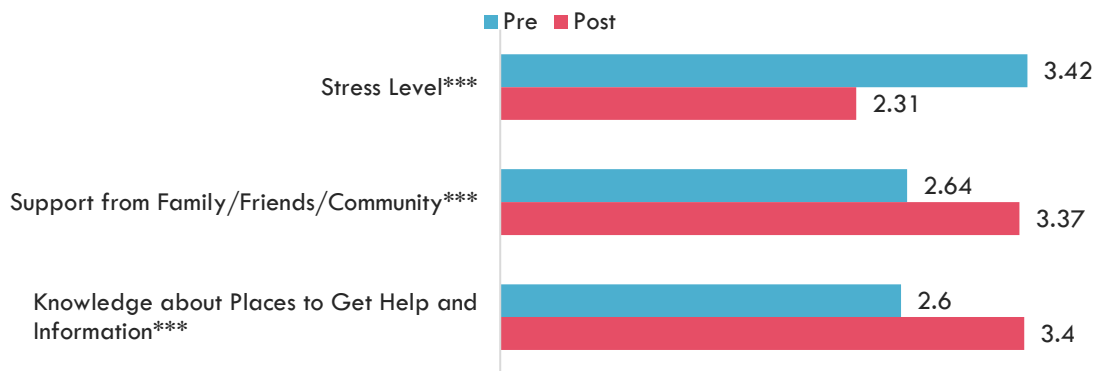 Pre Post
Stress Level***
3.42
2.31
Support from Family/Friends/Community***
2.64
3.37
Knowledge about Places to Get Help and
Information***
2.6
3.4